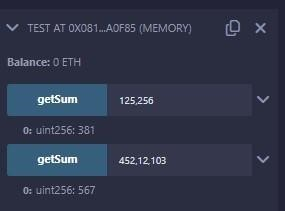 TEST AT 0X081...A0F85 (MEMORY)
Balance: 0 ETH
getSum 125,256
0: uint256: 381
getSum 452,12,103
0: uint256: 567